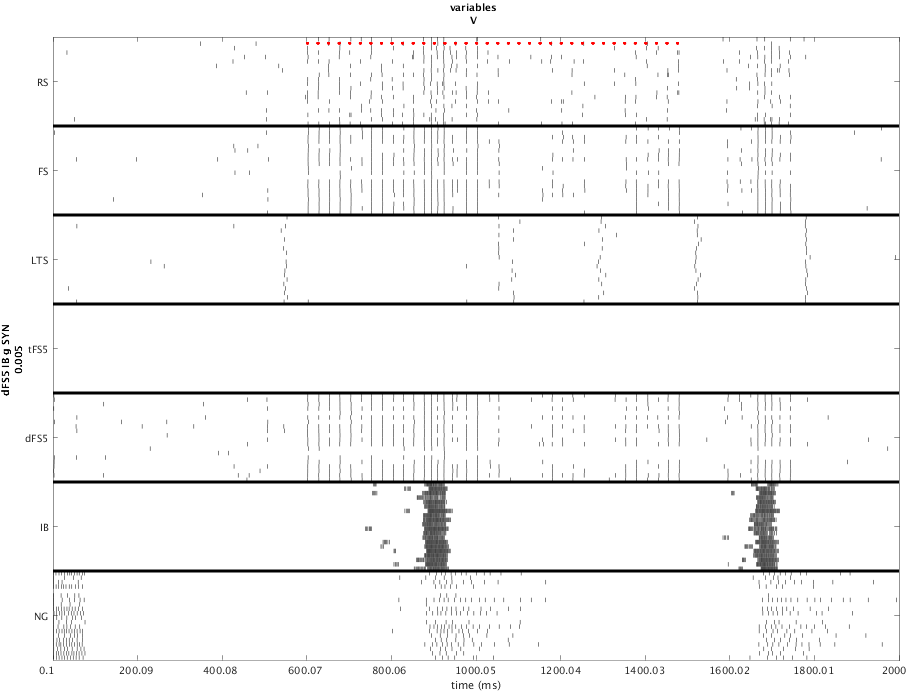 variables
V
RS
FS
LTS
tFS5
dFS5
IB
NG
dFS5 IB g SYN
0.005
0.1 200.09 400.08 600.07 800.06 1000.05 1200.04 1400.03 1600.02 1800.01 2000
time (ms)